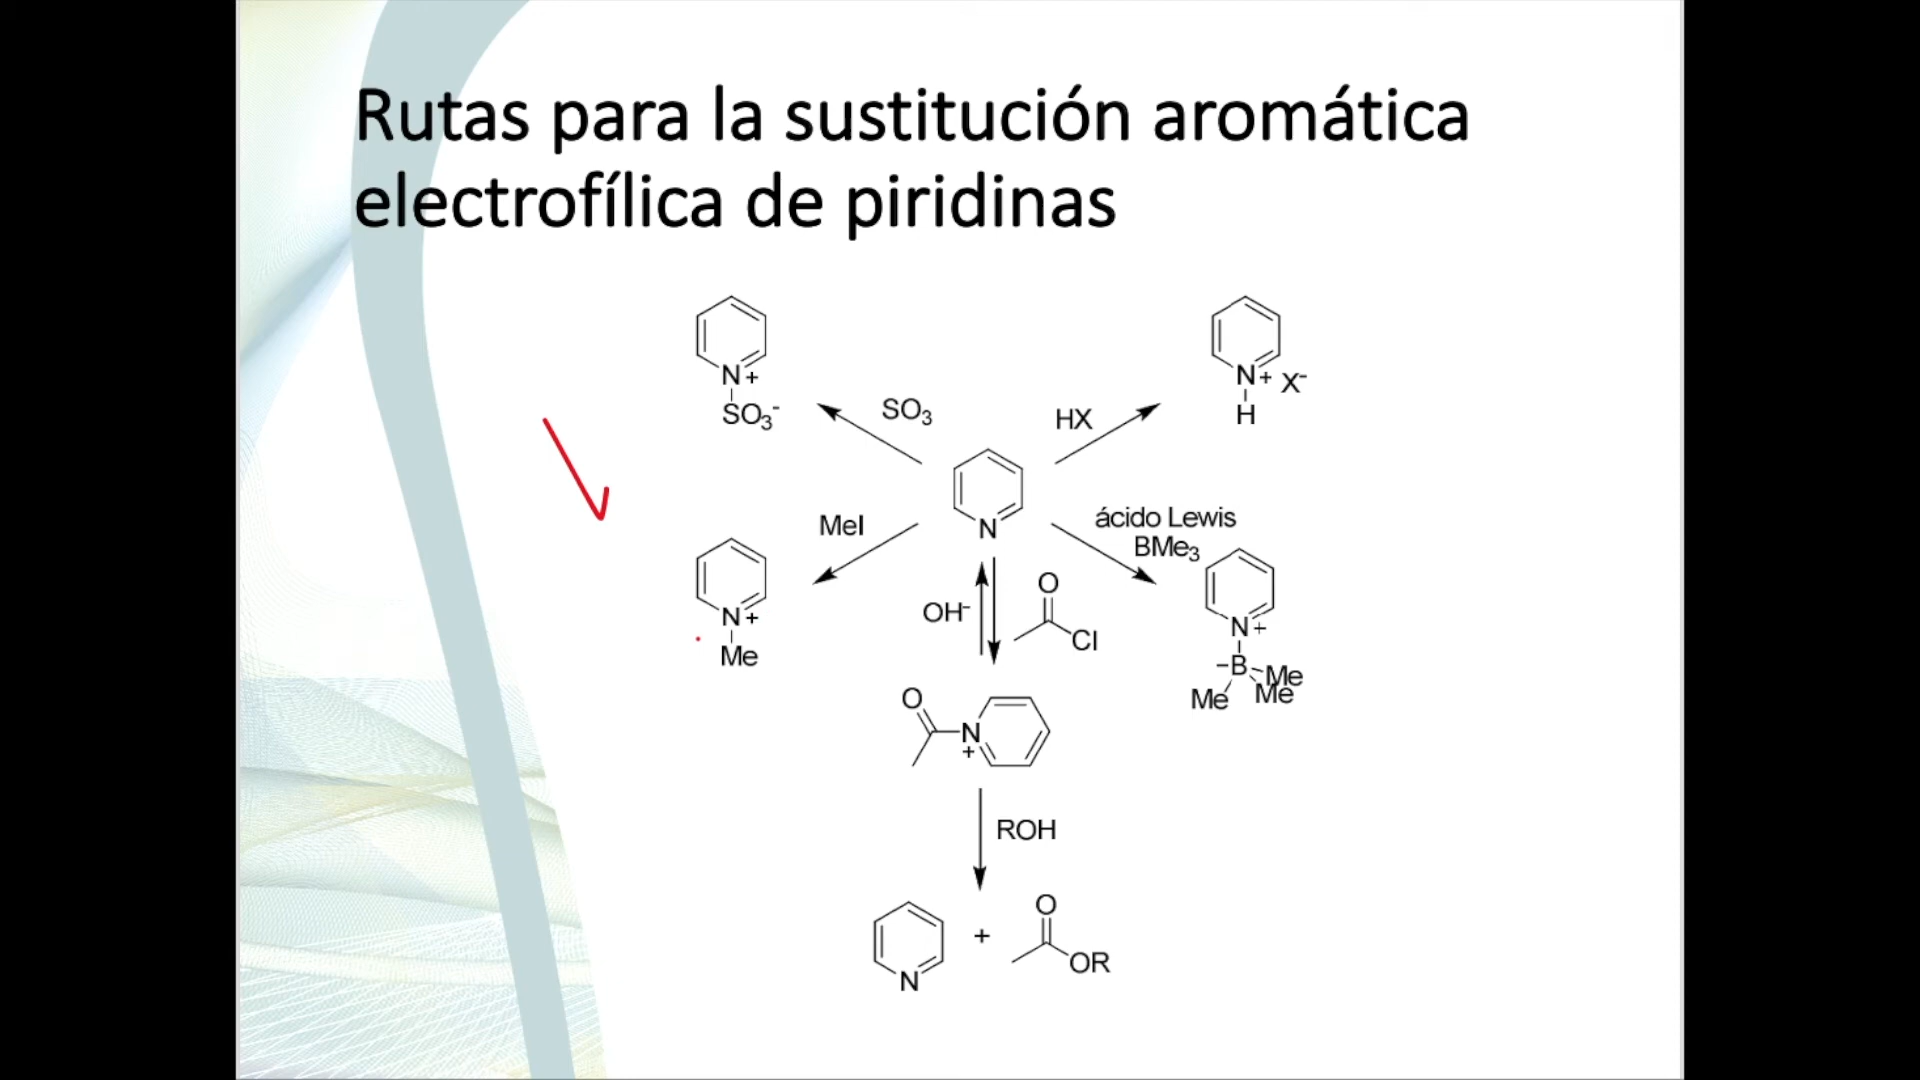 Rutas para la sustitución aromática
electrofílica de piridinas
N+
SO₃⁻
SO₃
HX
N+ X⁻
H
MeI
N
ácido Lewis
BMe₃
N+
Me
OH⁻
O
Cl
N+
⁻B
Me
Me
Me
O
N
+
ROH
N
+
O
OR